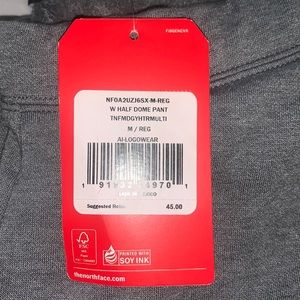 NF0A2UZJ6SX-M-REG
W HALF DOME PANT
TNFMDGYHTRMULTI
M / REG
AI-LOGOWEAR
Suggested Retail
45.00
FSC
PRINTED WITH
SOY INK
thenorthface.com